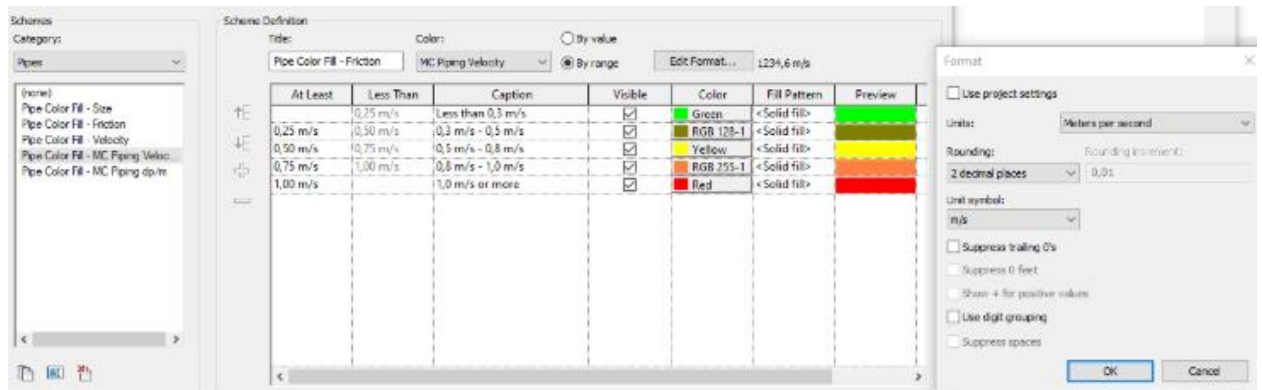 Schemes
Category:
Pipes
(none)
Pipe Color Fill - Size
Pipe Color Fill - Friction
Pipe Color Fill - Velocity
Pipe Color Fill - MC Piping Veloc...
Pipe Color Fill - MC Piping dp/m
Scheme Definition
Title:
Color:
By value
Pipe Color Fill - Friction
MC Piping Velocity
By range
Edit Format...
1234,6 m/s
At Least Less Than Caption Visible Color Fill Pattern Preview
0,25 m/s Less than 0,3 m/s Green <Solid fill>
0,25 m/s 0,50 m/s 0,3 m/s - 0,5 m/s RGB 128-1 <Solid fill>
0,50 m/s 0,75 m/s 0,5 m/s - 0,8 m/s Yellow <Solid fill>
0,75 m/s 1,00 m/s 0,8 m/s - 1,0 m/s RGB 255-1 <Solid fill>
1,00 m/s 1,0 m/s or more Red <Solid fill>
Format
Use project settings
Units: Meters per second
Rounding: Rounding increment:
2 decimal places 0,01
Unit symbol:
m/s
Suppress trailing 0's
Suppress 0 feet
Show + for positive values
Use digit grouping
Suppress spaces
OK Cancel